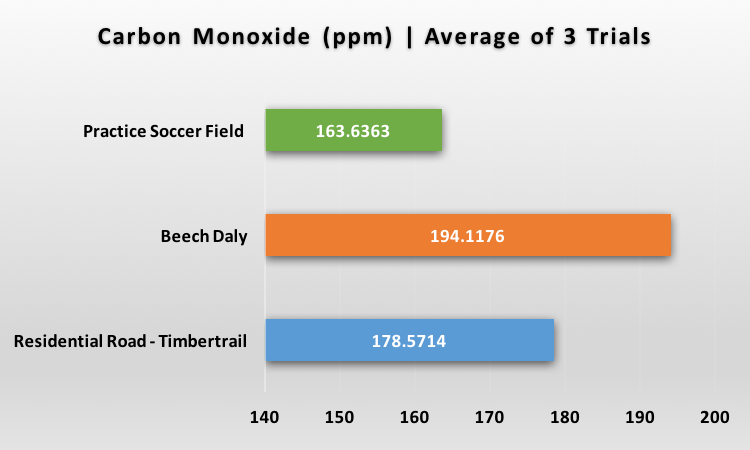 Carbon Monoxide (ppm) | Average of 3 Trials
Practice Soccer Field
163.6363
Beech Daly
194.1176
Residential Road - Timbertrail
178.5714
140 150 160 170 180 190 200